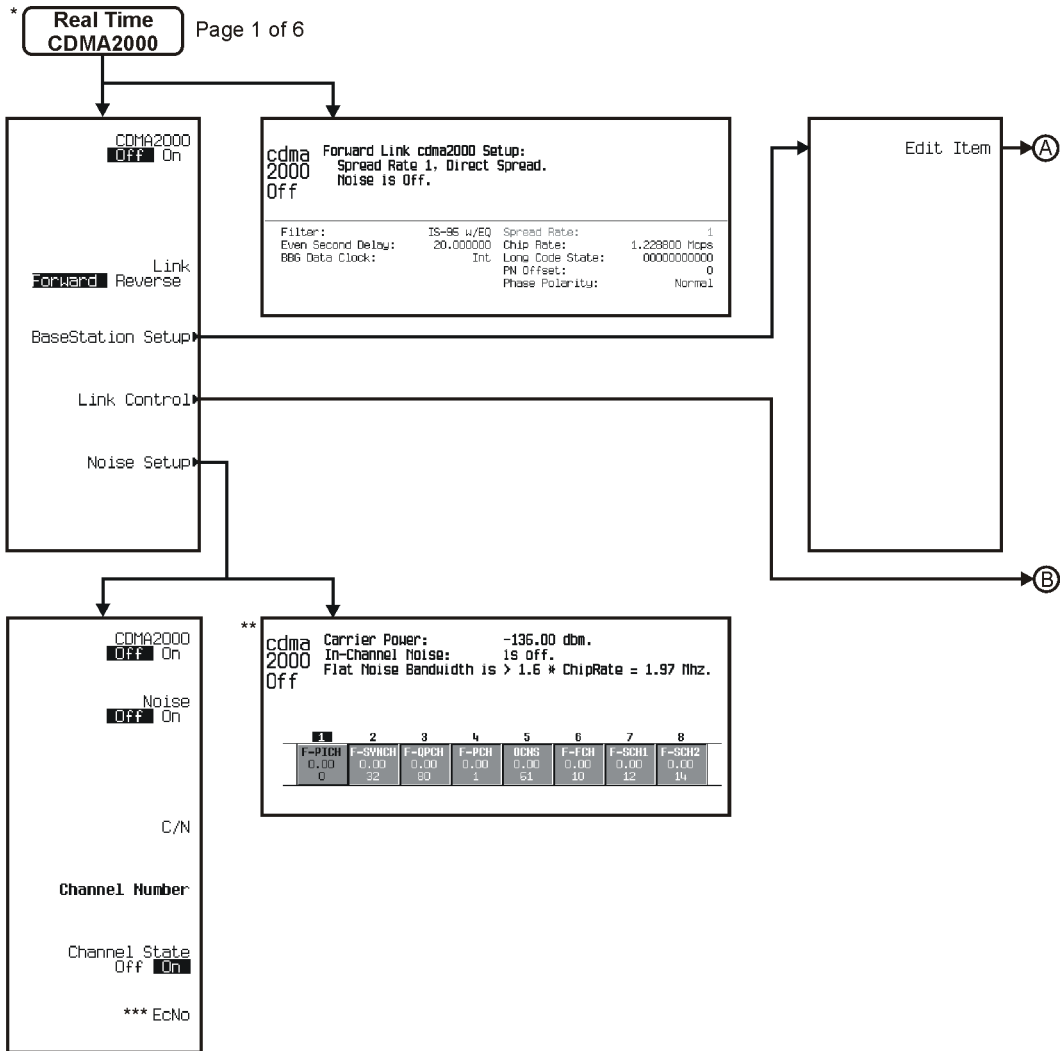 *
Real Time
CDMA2000
Page 1 of 6
CDMA2000
Off On
Link
Forward Reverse
BaseStation Setup
Link Control
Noise Setup
cdma
2000
Off
Forward Link cdma2000 Setup:
Spread Rate 1, Direct Spread.
Noise is Off.
Filter: IS-95 w/EQ Spread Rate: 1
Even Second Delay: 20.000000 Chip Rate: 1.228800 Mcps
BBG Data Clock: Int Long Code State: 00000000000
PN Offset: 0
Phase Polarity: Normal
Edit Item
A
B
CDMA2000
Off On
Noise
Off On
C/N
Channel Number
Channel State
Off On
*** EcNo
**
cdma
2000
Off
Carrier Power: -136.00 dbm.
In-Channel Noise: is off.
Flat Noise Bandwidth is > 1.6 * ChipRate = 1.97 Mhz.
1 2 3 4 5 6 7 8
F-PICH F-SYNCH F-QPCH F-PCH OCNS F-FCH F-SCH1 F-SCH2
0.00 0.00 0.00 0.00 0.00 0.00 0.00 0.00
0 32 80 1 61 10 12 14